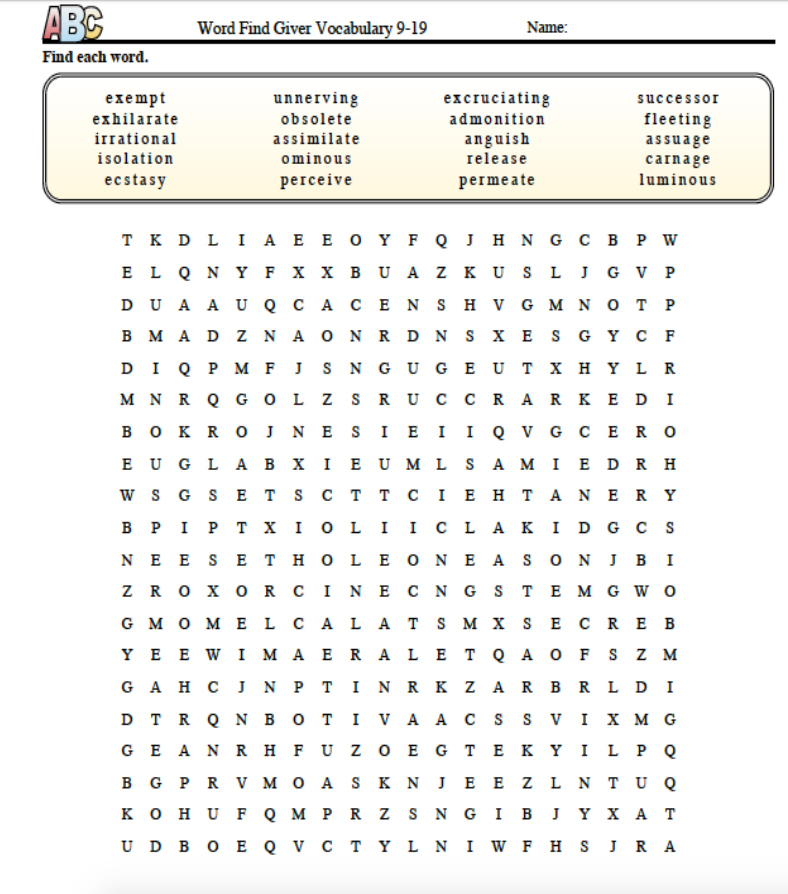 ABC
Word Find Giver Vocabulary 9-19 Name:
Find each word.
exempt unnerving excruciating successor
exhilarate obsolete admonition fleeting
irrational assimilate anguish assuage
isolation ominous release carnage
ecstasy perceive permeate luminous
T K D L I A E E O Y F Q J H N G C B P W
E L Q N Y F X X B U A Z K U S L J G V P
D U A A U Q C A C E N S H V G M N O T P
B M A D Z N A O N R D N S X E S G Y C F
D I Q P M F J S N G U G E U T X H Y L R
M N R Q G O L Z S R U C C R A R K E D I
B O K R O J N E S I E I I Q V G C E R O
E U G L A B X I E U M L S A M I E D R H
W S G S E T S C T T C I E H T A N E R Y
B P I P T X I O L I I C L A K I D G C S
N E E S E T H O L E O N E A S O N J B I
Z R O X O R C I N E C N G S T E M G W O
G M O M E L C A L A T S M X S E C R E B
Y E E W I M A E R A L E T Q A O F S Z M
G A H C J N P T I N R K Z A R B R L D I
D T R Q N B O T I V A A C S S V I X M G
G E A N R H F U Z O E G T E K Y I L P Q
B G P R V M O A S K N J E E Z L N T U Q
K O H U F Q M P R Z S N G I B J Y X A T
U D B O E Q V C T Y L N I W F H S J R A